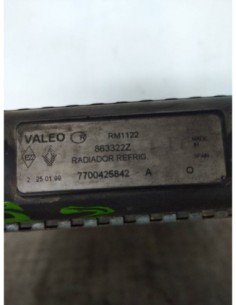 VALEO RM1122
863322Z
RADIADOR REFRIG
2 25.01.99
7700425842 A O